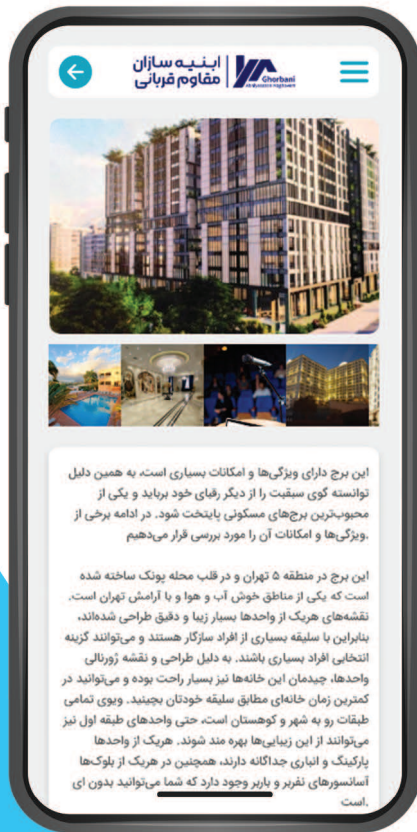 ابنیه سازان
مقاوم قربانی
Ghorbani
این برج دارای ویژگی‌ها و امکانات بسیاری است، به همین دلیل
توانسته گوی سبقت را از دیگر رقبای خود برباید و یکی از
محبوب‌ترین برج‌های مسکونی پایتخت شود. در ادامه برخی از
.ویژگی‌ها و امکانات آن را مورد بررسی قرار می‌دهیم
این برج در منطقه ۵ تهران و در قلب محله پونک ساخته شده
است که یکی از مناطق خوش آب و هوا و با آرامش تهران است.
نقشه‌های هریک از واحدها بسیار زیبا و دقیق طراحی شده‌اند،
بنابراین با سلیقه بسیاری از افراد سازگار هستند و می‌توانند گزینه
انتخابی افراد بسیاری باشند. به دلیل طراحی و نقشه ژورنالی
واحدها، چیدمان این خانه‌ها نیز بسیار راحت بوده و می‌توانید در
کمترین زمان خانه‌ای مطابق سلیقه خودتان بچینید. ویوی تمامی
طبقات رو به شهر و کوهستان است، حتی واحدهای طبقه اول نیز
می‌توانند از این زیبایی‌ها بهره مند شوند. هریک از واحدها
پارکینگ و انباری جداگانه دارند، همچنین در هریک از بلوک‌ها
آسانسورهای نفربر و باربر وجود دارد که شما می‌توانید بدون ای
.است